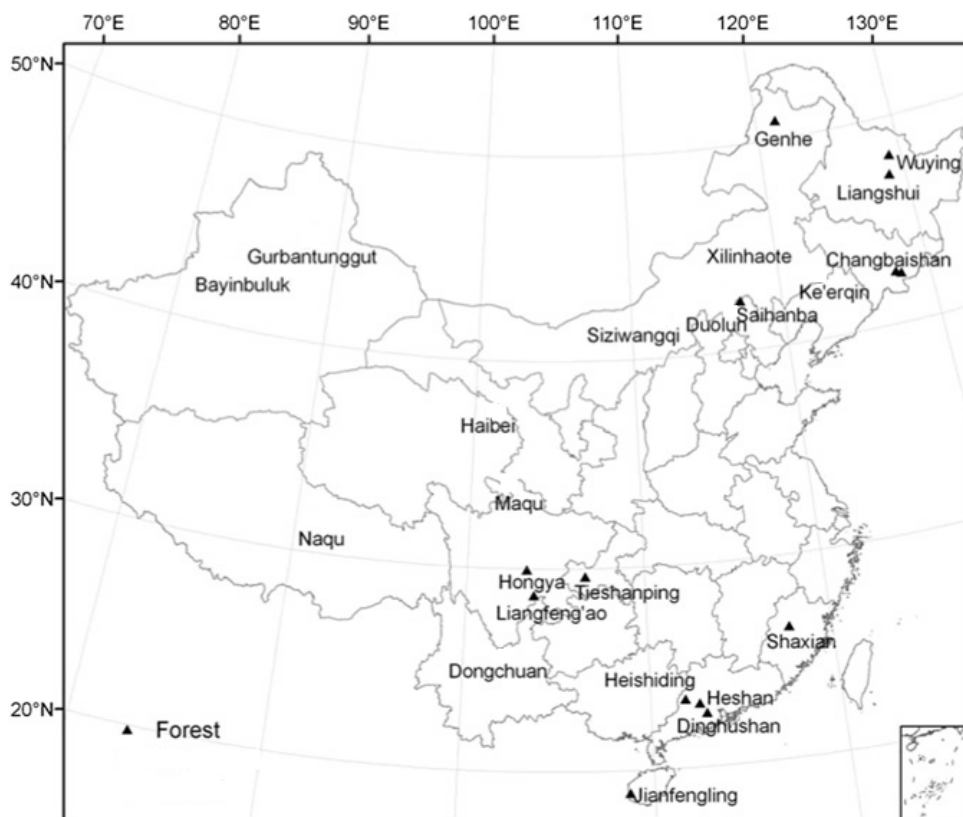 70°E 80°E 90°E 100°E 110°E 120°E 130°E
50°N
Genhe
Wuying
Liangshui
Gurbantunggut
Xilinhaote
Changbaishan
40°N
Bayinbuluk
Ke'erqin
Saihanba
Duolun
Siziwangqi
Haibei
30°N
Maqu
Naqu
Hongya
Tieshanping
Liangfeng'ao
Shaxian
Dongchuan
Heishiding
Heshan
20°N
Dinghushan
Forest
Jianfengling